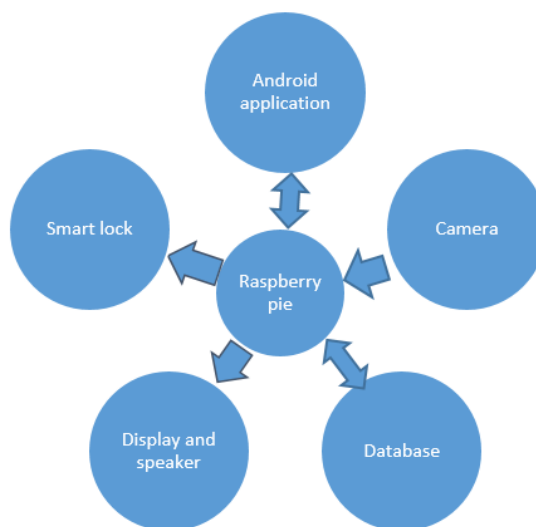 Android
application
Smart lock
Camera
Raspberry
pie
Display and
speaker
Database